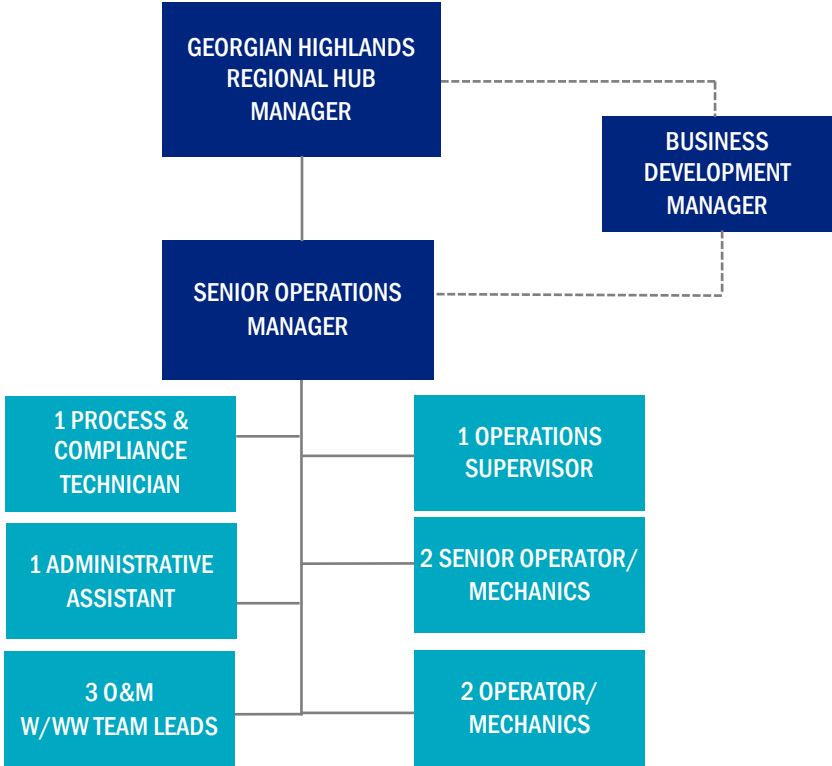 GEORGIAN HIGHLANDS
REGIONAL HUB
MANAGER
BUSINESS
DEVELOPMENT
MANAGER
SENIOR OPERATIONS
MANAGER
1 PROCESS &
COMPLIANCE
TECHNICIAN
1 OPERATIONS
SUPERVISOR
1 ADMINISTRATIVE
ASSISTANT
2 SENIOR OPERATOR/
MECHANICS
3 O&M
W/WW TEAM LEADS
2 OPERATOR/
MECHANICS